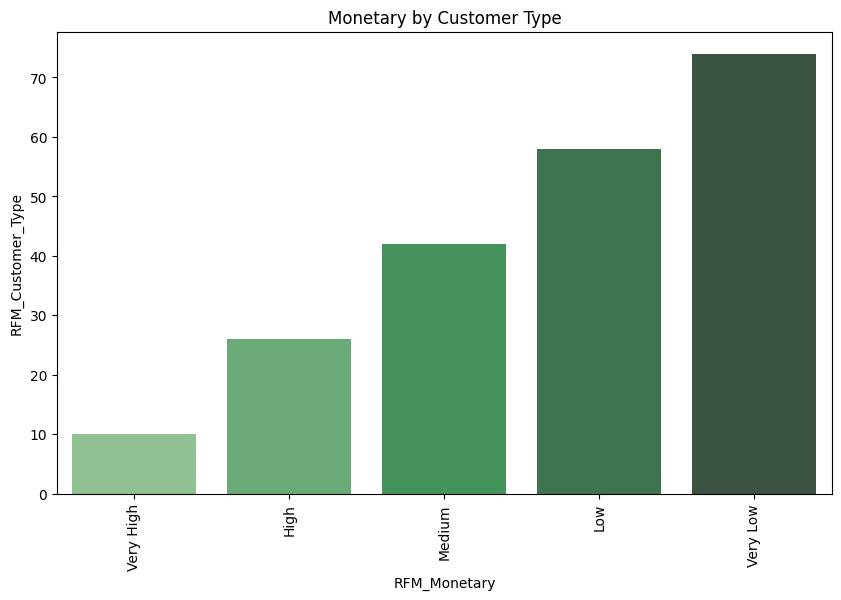 Monetary by Customer Type
RFM_Customer_Type
70
60
50
40
30
20
10
0
Very High
High
Medium
Low
Very Low
RFM_Monetary